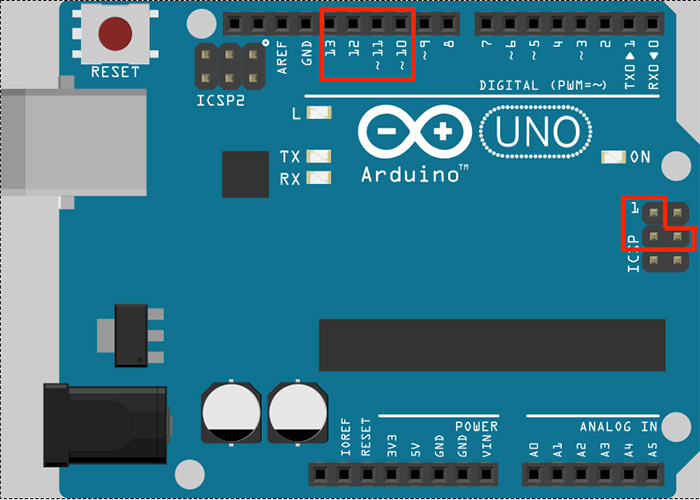 RESET
ICSP2
AREF
GND
13
12
~11
~10
~9
8
7
~6
~5
4
~3
2
TX0▶1
RX0◀0
DIGITAL (PWM=~)
L
TX
RX
Arduino™
UNO
ON
1
ICSP
IOREF
RESET
3V3
5V
GND
GND
VIN
POWER
ANALOG IN
A0
A1
A2
A3
A4
A5